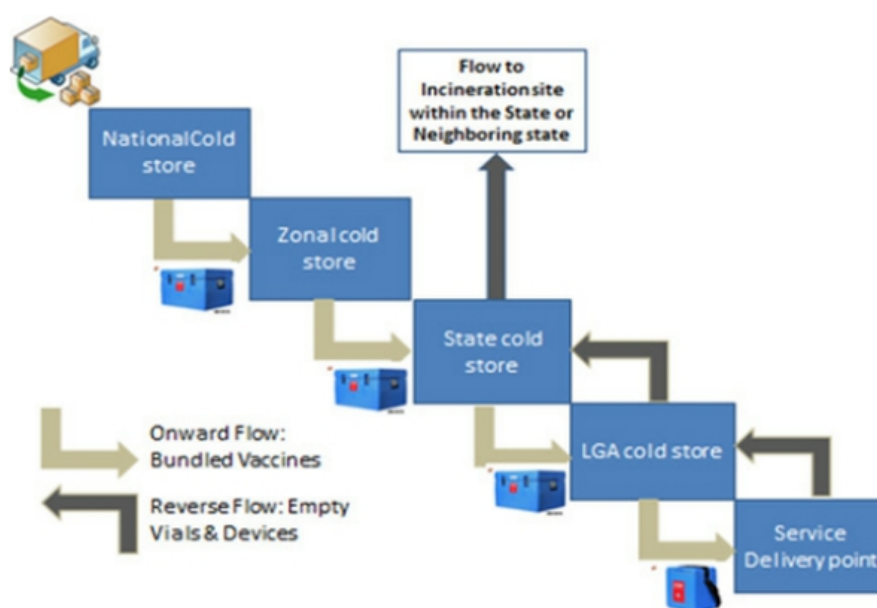 Flow to
Incineration site
within the State or
Neighboring state
NationalCold
store
Zonal cold
store
State cold
store
LGA cold store
Service
Delivery point
Onward Flow:
Bundled Vaccines
Reverse Flow: Empty
Vials & Devices